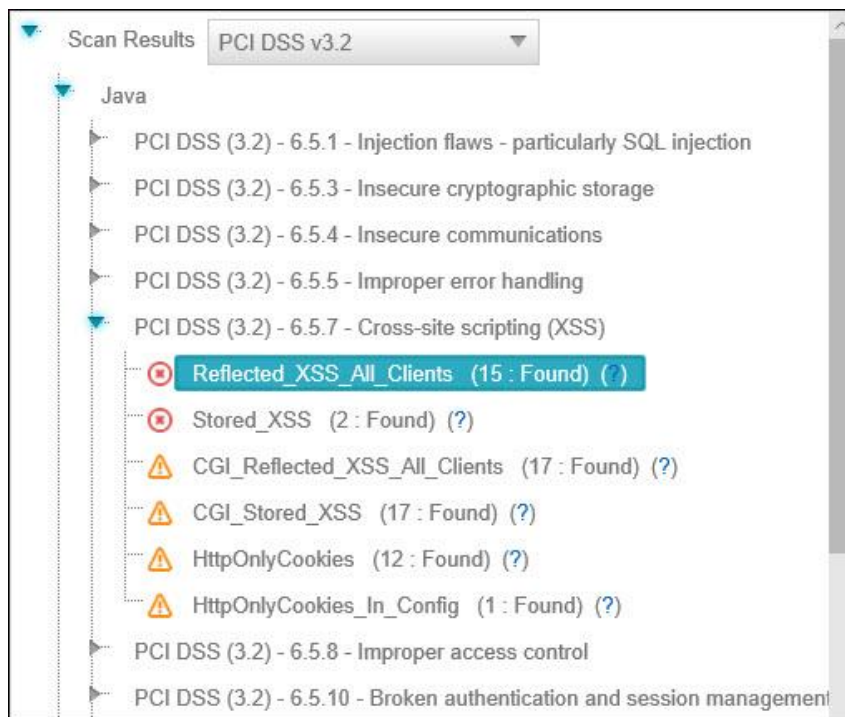 Scan Results PCI DSS v3.2
Java
PCI DSS (3.2) - 6.5.1 - Injection flaws - particularly SQL injection
PCI DSS (3.2) - 6.5.3 - Insecure cryptographic storage
PCI DSS (3.2) - 6.5.4 - Insecure communications
PCI DSS (3.2) - 6.5.5 - Improper error handling
PCI DSS (3.2) - 6.5.7 - Cross-site scripting (XSS)
Reflected_XSS_All_Clients (15 : Found) (?)
Stored_XSS (2 : Found) (?)
CGI_Reflected_XSS_All_Clients (17 : Found) (?)
CGI_Stored_XSS (17 : Found) (?)
HttpOnlyCookies (12 : Found) (?)
HttpOnlyCookies_In_Config (1 : Found) (?)
PCI DSS (3.2) - 6.5.8 - Improper access control
PCI DSS (3.2) - 6.5.10 - Broken authentication and session management